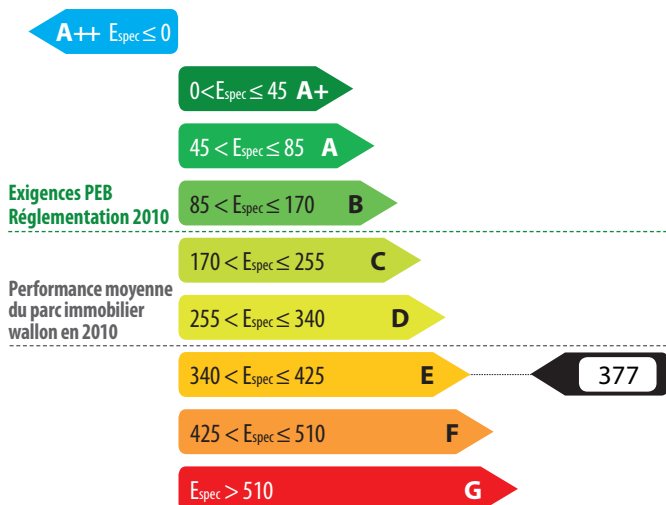 A++ Espec ≤ 0
0<Espec ≤ 45 A+
45 < Espec ≤ 85 A
Exigences PEB
Réglementation 2010
85 < Espec ≤ 170 B
170 < Espec ≤ 255 C
Performance moyenne
du parc immobilier
wallon en 2010
255 < Espec ≤ 340 D
340 < Espec ≤ 425 E 377
425 < Espec ≤ 510 F
Espec > 510 G